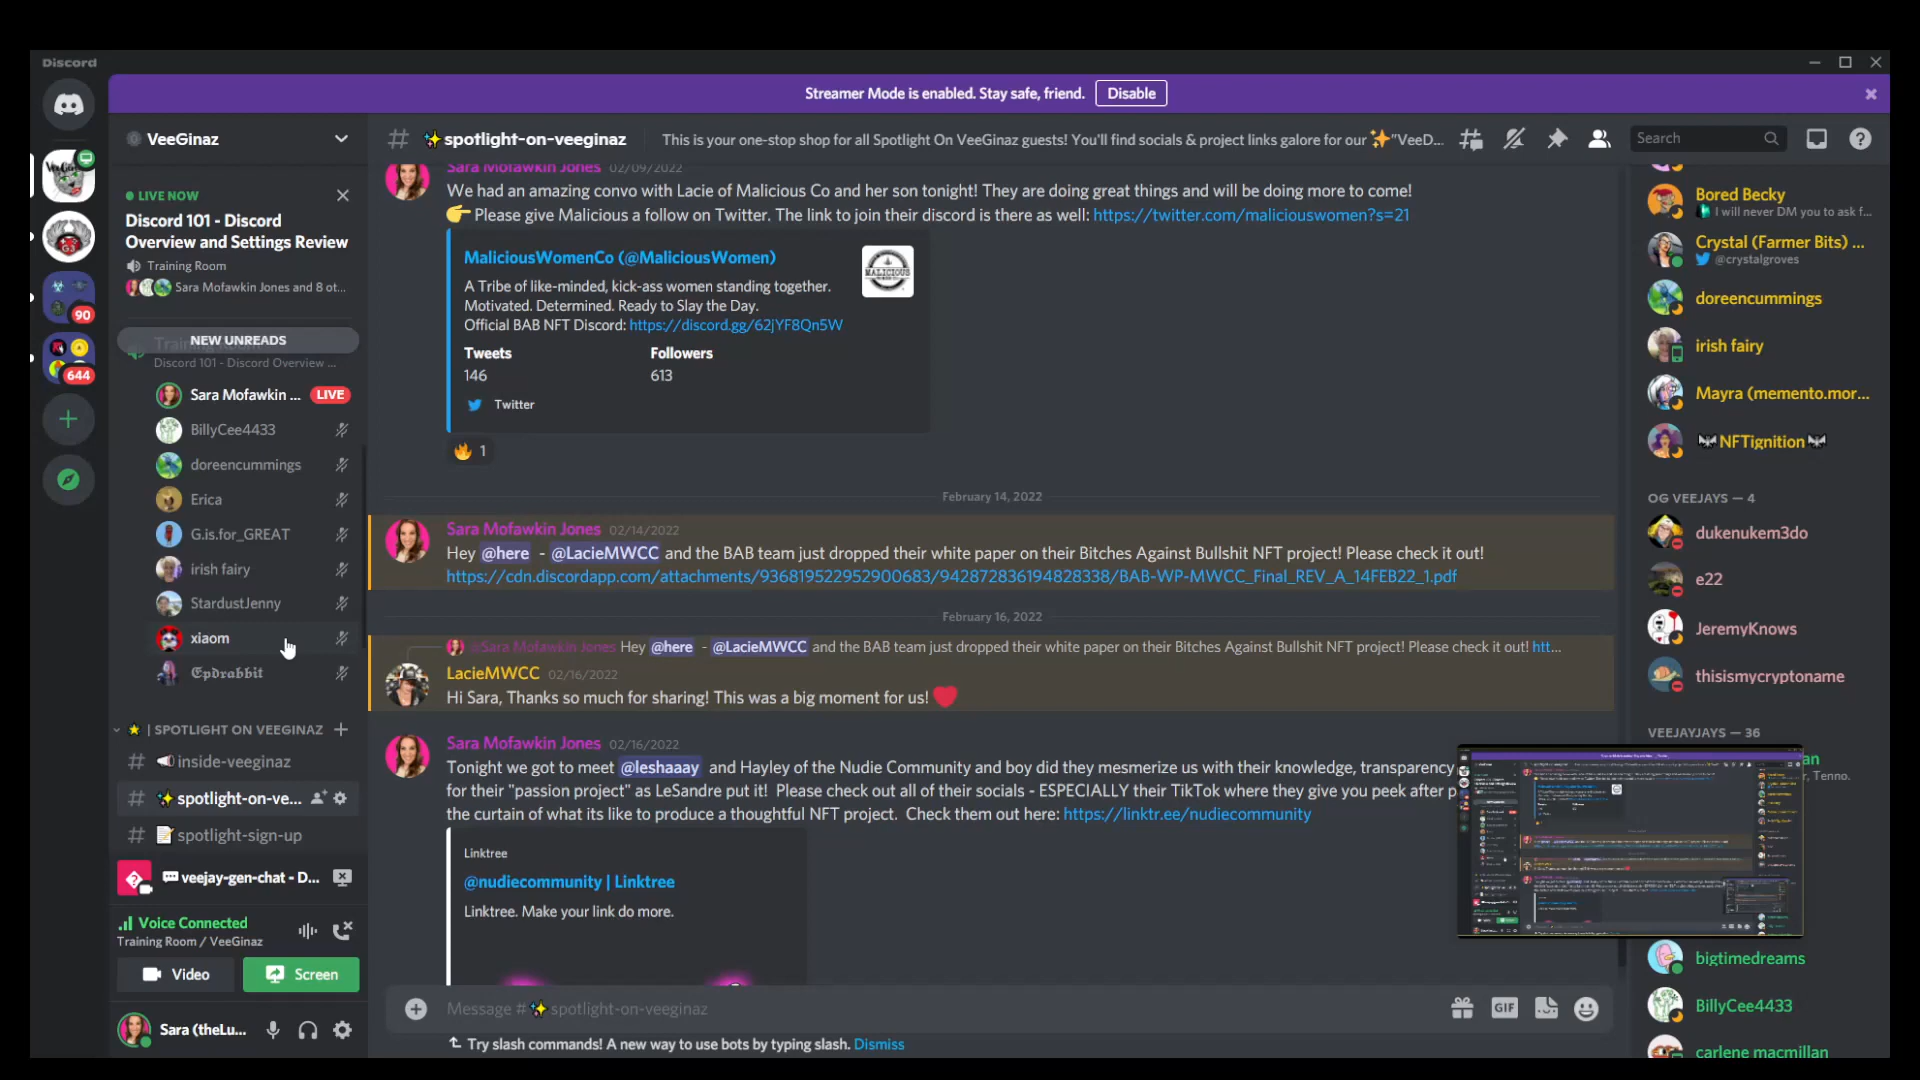 Discord
Streamer Mode is enabled. Stay safe, friend.
Disable
VeeGinaz
✨spotlight-on-veeginaz
This is your one-stop shop for all Spotlight On VeeGinaz guests! You'll find socials & project links galore for our ✨"VeeD...
Search
LIVE NOW
Discord 101 - Discord
Overview and Settings Review
Training Room
Sara Mofawkin Jones and 8 ot...
NEW UNREADS
Discord 101 - Discord Overview ...
90
644
Sara Mofawkin ...
LIVE
BillyCee4433
doreencummings
Erica
G.is.for_GREAT
irish fairy
StardustJenny
xiaom
𝕰𝖕𝖉𝖗𝖆𝖇𝖇𝖎𝖙
⭐ | SPOTLIGHT ON VEEGINAZ
inside-veeginaz
✨spotlight-on-ve...
spotlight-sign-up
veejay-gen-chat - D...
Voice Connected
Training Room / VeeGinaz
Video
Screen
Sara (theLu...
Sara Mofawkin Jones 02/09/2022
We had an amazing convo with Lacie of Malicious Co and her son tonight! They are doing great things and will be doing more to come!
👉Please give Malicious a follow on Twitter. The link to join their discord is there as well: https://twitter.com/maliciouswomen?s=21
MaliciousWomenCo (@MaliciousWomen)
MALICIOUS
A Tribe of like-minded, kick-ass women standing together.
Motivated. Determined. Ready to Slay the Day.
Official BAB NFT Discord: https://discord.gg/62jYF8Qn5W
Tweets Followers
146 613
Twitter
🔥 1
February 14, 2022
Sara Mofawkin Jones 02/14/2022
Hey @here - @LacieMWCC and the BAB team just dropped their white paper on their Bitches Against Bullshit NFT project! Please check it out!
https://cdn.discordapp.com/attachments/936819522952900683/942872836194828338/BAB-WP-MWCC_Final_REV_A_14FEB22_1.pdf
February 16, 2022
@Sara Mofawkin Jones Hey @here - @LacieMWCC and the BAB team just dropped their white paper on their Bitches Against Bullshit NFT project! Please check it out! htt...
LacieMWCC 02/16/2022
Hi Sara, Thanks so much for sharing! This was a big moment for us! ❤️
Sara Mofawkin Jones 02/16/2022
Tonight we got to meet @leshaaay and Hayley of the Nudie Community and boy did they mesmerize us with their knowledge, transparency
for their "passion project" as LeSandre put it! Please check out all of their socials - ESPECIALLY their TikTok where they give you peek after p
the curtain of what its like to produce a thoughtful NFT project. Check them out here: https://linktr.ee/nudiecommunity
Linktree
@nudiecommunity | Linktree
Linktree. Make your link do more.
Message #✨spotlight-on-veeginaz
GIF
Try slash commands! A new way to use bots by typing slash. Dismiss
Bored Becky
I will never DM you to ask f...
Crystal (Farmer Bits) ...
@crystalgroves
doreencummings
irish fairy
Mayra (memento.mor...
NFTignition
OG VEEJAYS — 4
dukenukem3do
e22
JeremyKnows
thisismycryptoname
VEEJAYJAYS — 36
an
, Tenno.
bigtimedreams
BillyCee4433
carlene macmillan